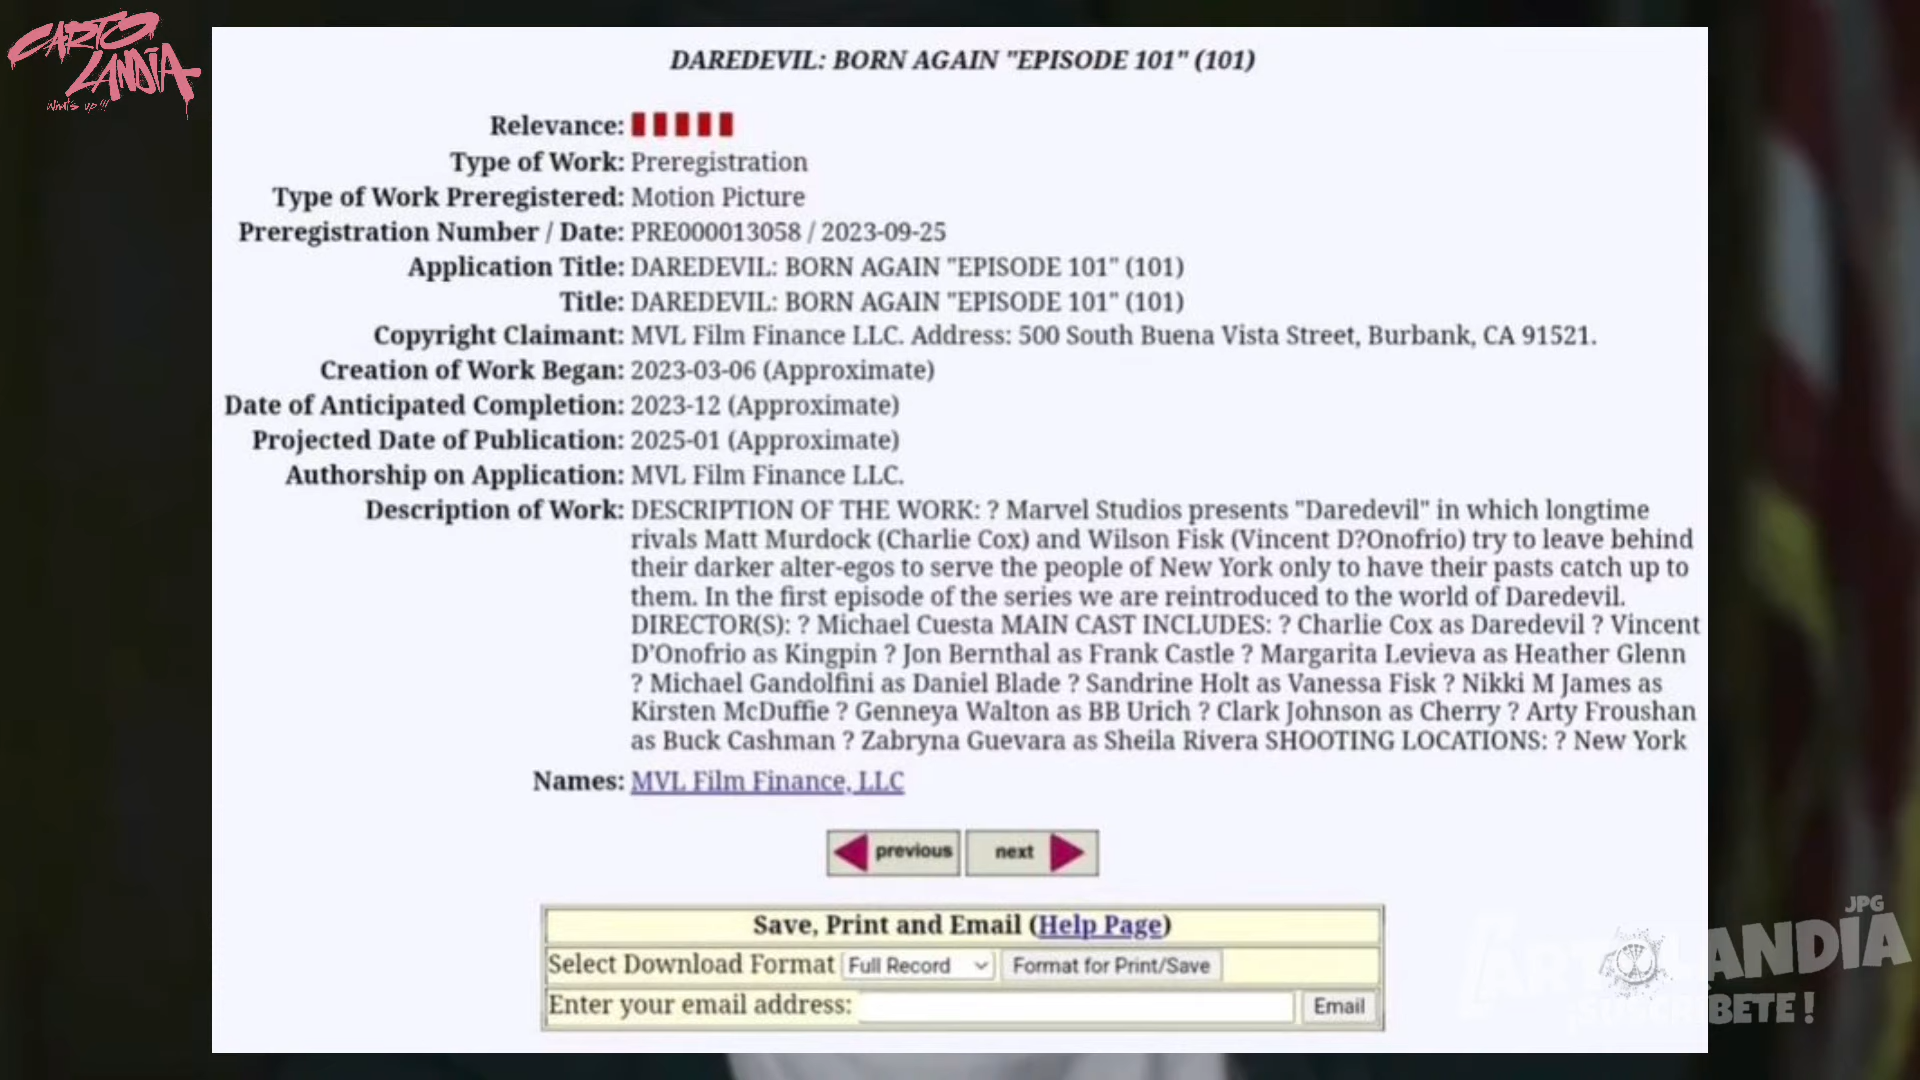 CARTO
LANDIA
What's up !!!
DAREDEVIL: BORN AGAIN "EPISODE 101" (101)
Relevance:
Type of Work: Preregistration
Type of Work Preregistered: Motion Picture
Preregistration Number / Date: PRE000013058 / 2023-09-25
Application Title: DAREDEVIL: BORN AGAIN "EPISODE 101" (101)
Title: DAREDEVIL: BORN AGAIN "EPISODE 101" (101)
Copyright Claimant: MVL Film Finance LLC. Address: 500 South Buena Vista Street, Burbank, CA 91521.
Creation of Work Began: 2023-03-06 (Approximate)
Date of Anticipated Completion: 2023-12 (Approximate)
Projected Date of Publication: 2025-01 (Approximate)
Authorship on Application: MVL Film Finance LLC.
Description of Work: DESCRIPTION OF THE WORK: ? Marvel Studios presents "Daredevil" in which longtime
rivals Matt Murdock (Charlie Cox) and Wilson Fisk (Vincent D?Onofrio) try to leave behind
their darker alter-egos to serve the people of New York only to have their pasts catch up to
them. In the first episode of the series we are reintroduced to the world of Daredevil.
DIRECTOR(S): ? Michael Cuesta MAIN CAST INCLUDES: ? Charlie Cox as Daredevil ? Vincent
D'Onofrio as Kingpin ? Jon Bernthal as Frank Castle ? Margarita Levieva as Heather Glenn
? Michael Gandolfini as Daniel Blade ? Sandrine Holt as Vanessa Fisk ? Nikki M James as
Kirsten McDuffie ? Genneya Walton as BB Urich ? Clark Johnson as Cherry ? Arty Froushan
as Buck Cashman ? Zabryna Guevara as Sheila Rivera SHOOTING LOCATIONS: ? New York
Names: MVL Film Finance, LLC
previous next
Save, Print and Email (Help Page)
Select Download Format Full Record Format for Print/Save
Enter your email address: Email
JPG
CARTOLANDIA
¡SUSCRÍBETE!